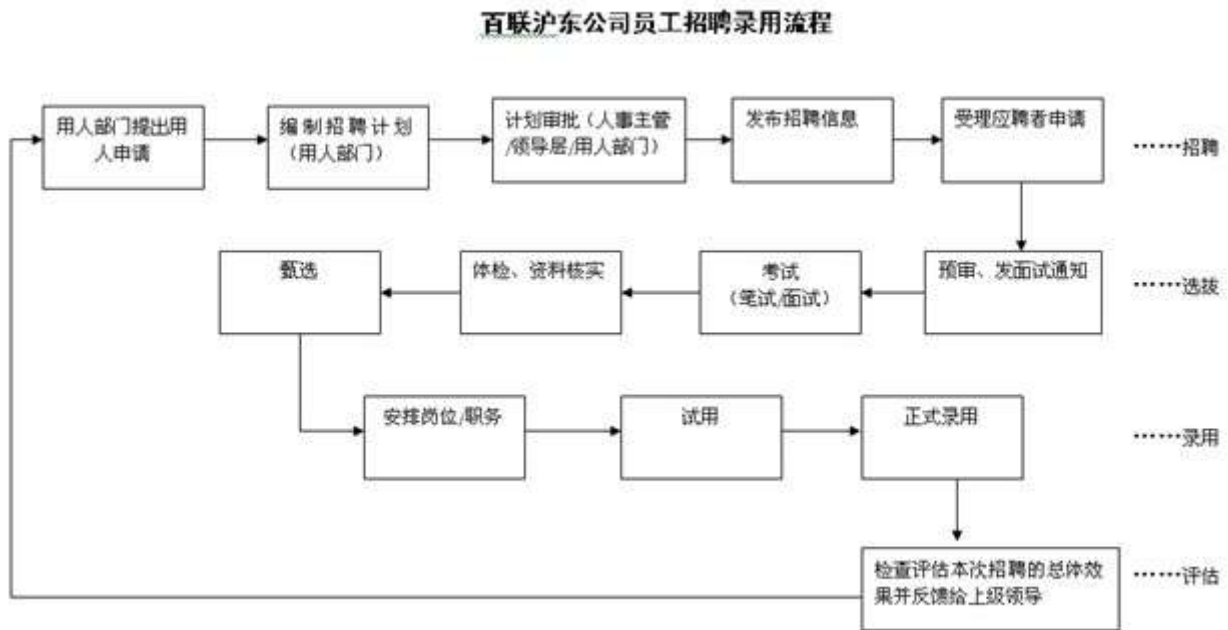 百联沪东公司员工招聘录用流程
用人部门提出用
人申请
编制招聘计划
（用人部门）
计划审批（人事主管
/领导层/用人部门）
发布招聘信息
受理应聘者申请
……招聘
甄选
体检、资料核实
考试
（笔试/面试）
预审、发面试通知
……选拔
安排岗位/职务
试用
正式录用
……录用
检查评估本次招聘的总体效
果并反馈给上级领导
……评估